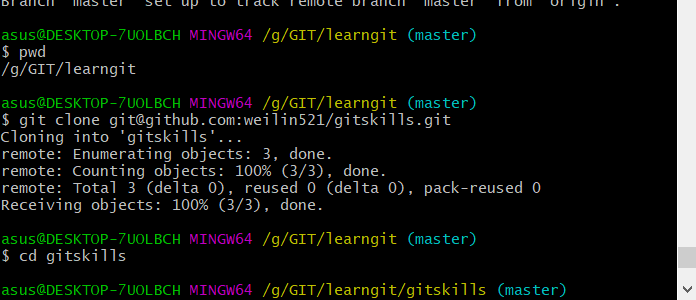 Branch 'master' set up to track remote branch 'master' from 'origin'.
asus@DESKTOP-7UOLBCH MINGW64 /g/GIT/learngit (master)
$ pwd
/g/GIT/learngit
asus@DESKTOP-7UOLBCH MINGW64 /g/GIT/learngit (master)
$ git clone git@github.com:weilin521/gitskills.git
Cloning into 'gitskills'...
remote: Enumerating objects: 3, done.
remote: Counting objects: 100% (3/3), done.
remote: Total 3 (delta 0), reused 0 (delta 0), pack-reused 0
Receiving objects: 100% (3/3), done.
asus@DESKTOP-7UOLBCH MINGW64 /g/GIT/learngit (master)
$ cd gitskills
asus@DESKTOP-7UOLBCH MINGW64 /g/GIT/learngit/gitskills (master)